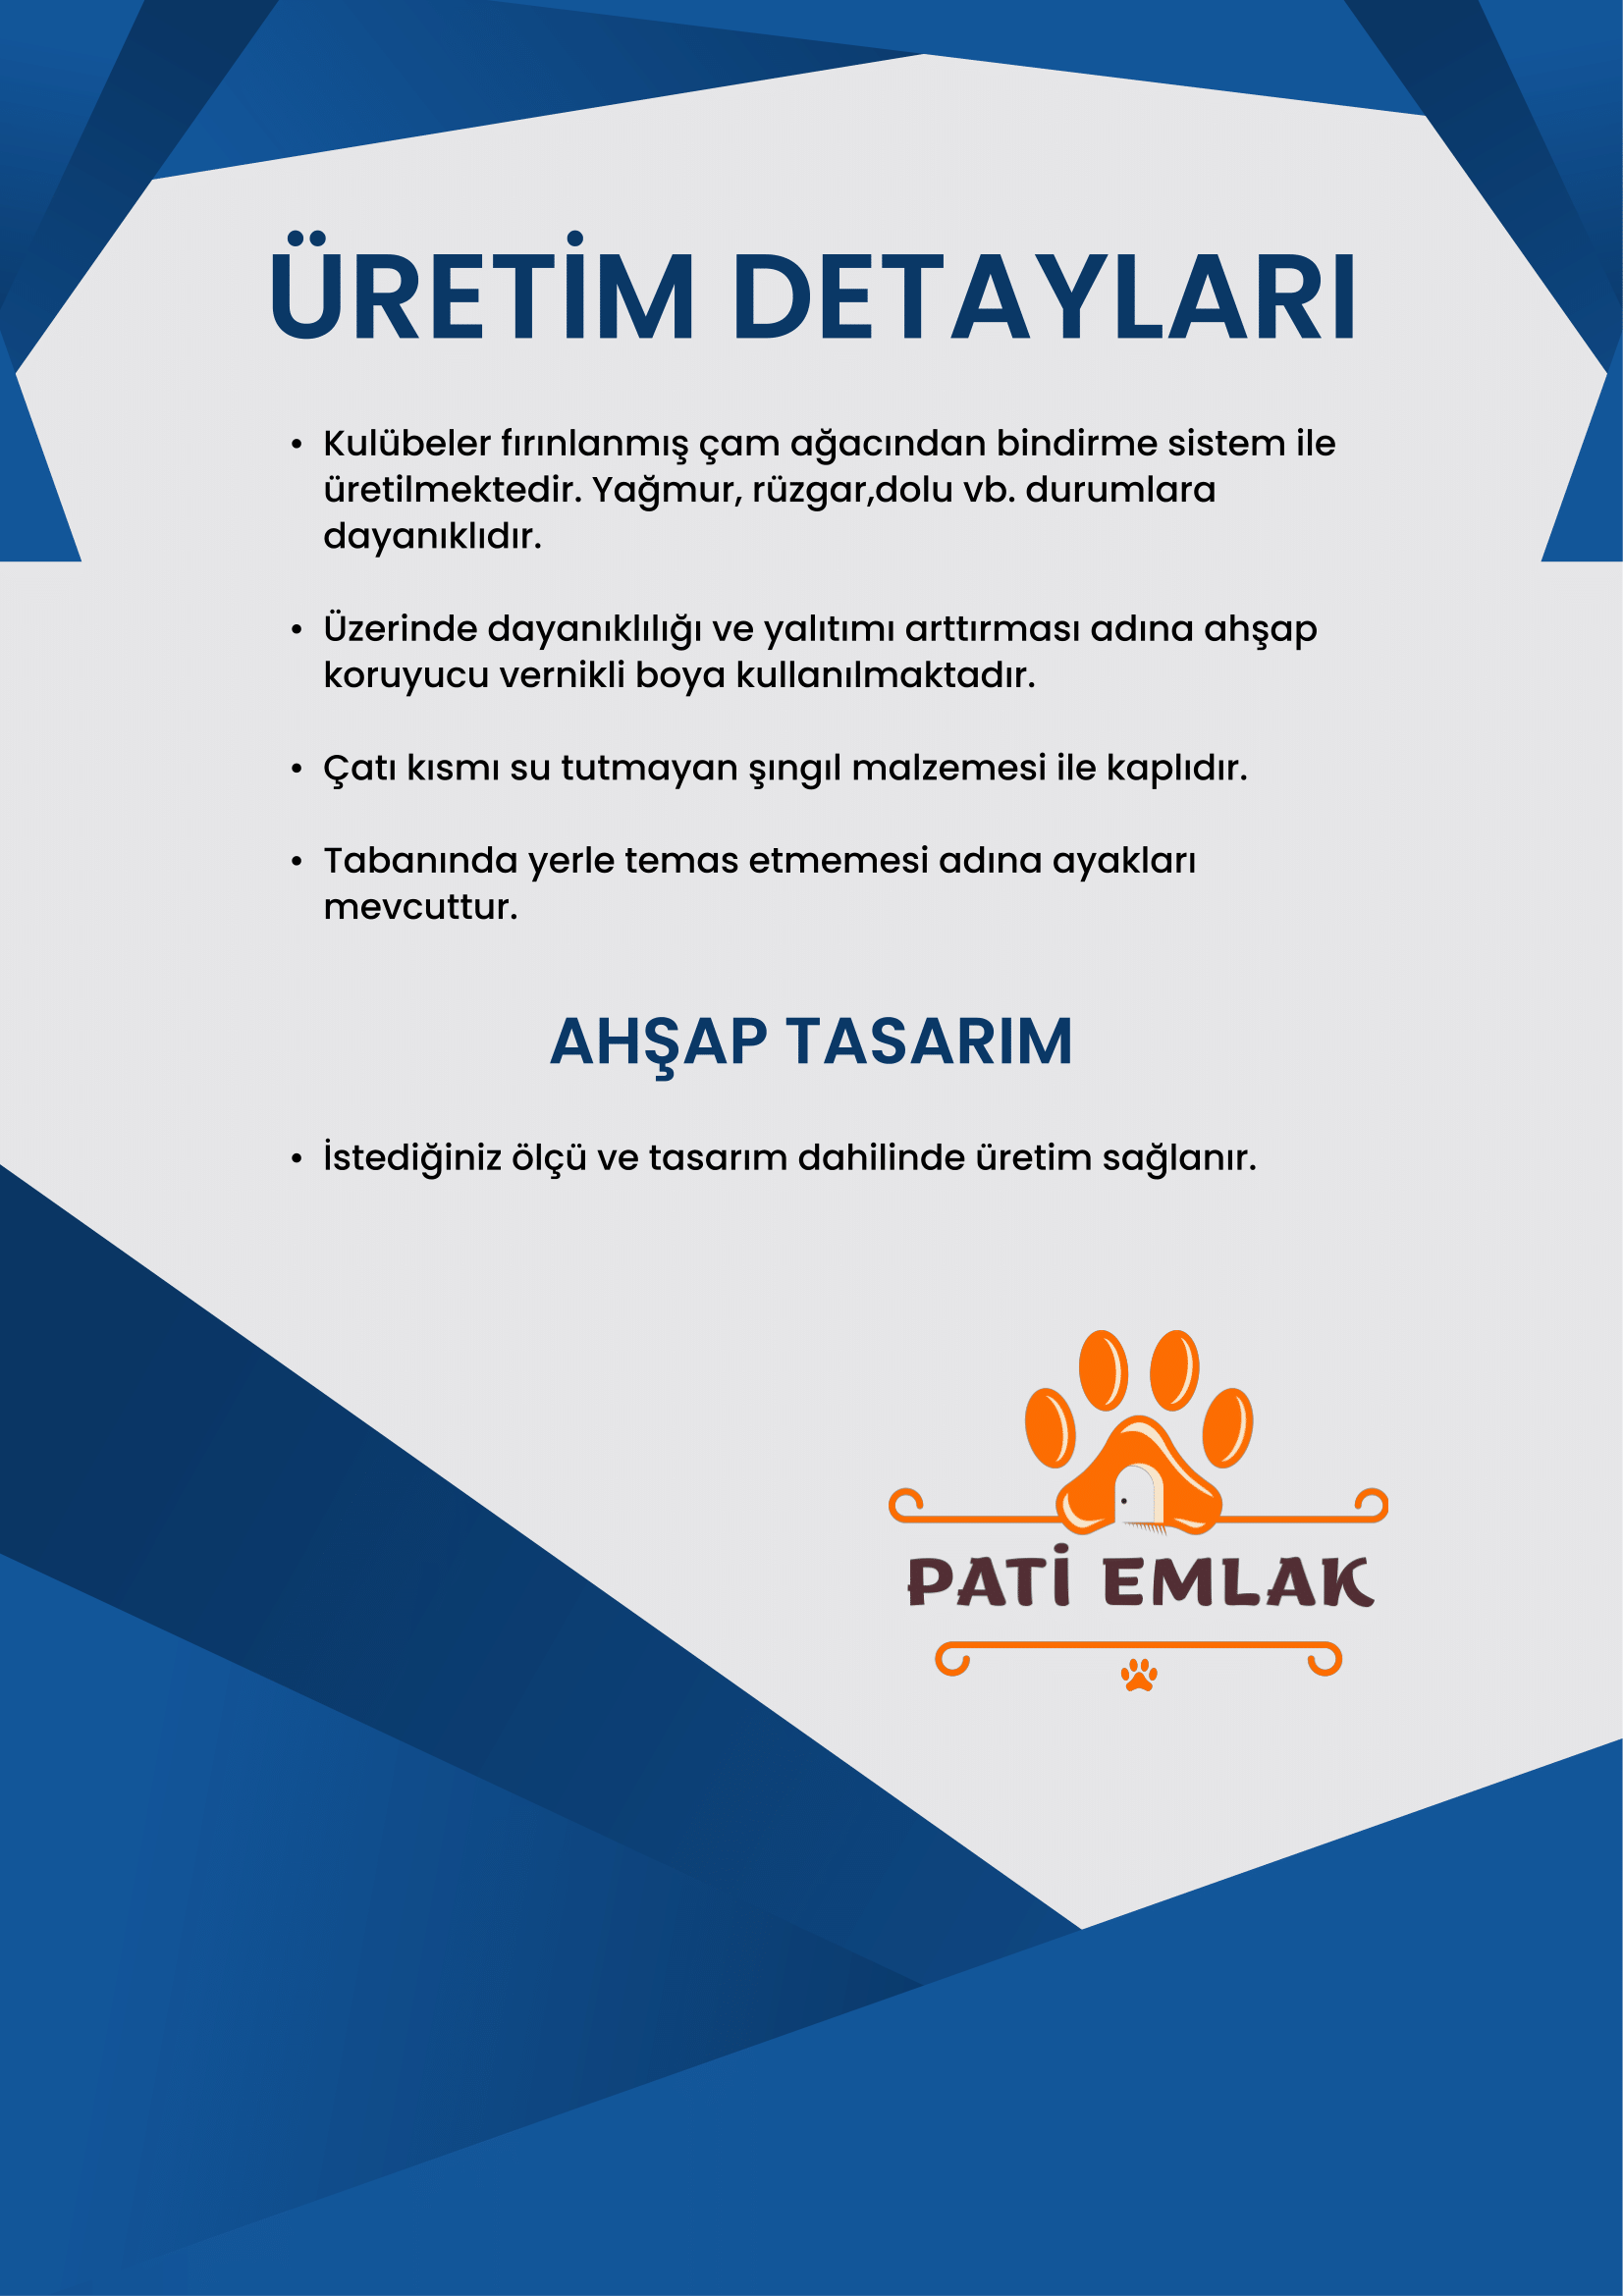 ÜRETİM DETAYLARI
• Kulübeler fırınlanmış çam ağacından bindirme sistem ile
üretilmektedir. Yağmur, rüzgar,dolu vb. durumlara
dayanıklıdır.
• Üzerinde dayanıklılığı ve yalıtımı arttırması adına ahşap
koruyucu vernikli boya kullanılmaktadır.
• Çatı kısmı su tutmayan şıngıl malzemesi ile kaplıdır.
• Tabanında yerle temas etmemesi adına ayakları
mevcuttur.
AHŞAP TASARIM
• İstediğiniz ölçü ve tasarım dahilinde üretim sağlanır.
PATİ EMLAK